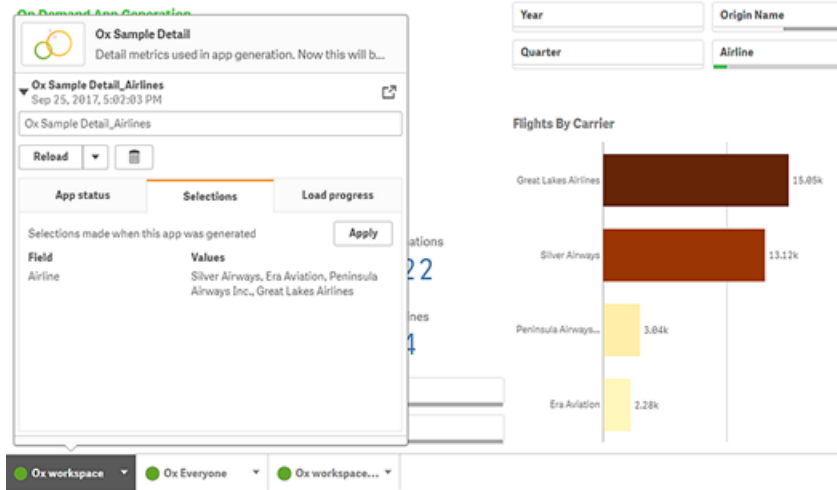 On Demand App Generation
Ox Sample Detail
Detail metrics used in app generation. Now this will b...
Ox Sample Detail_Airlines
Sep 25, 2017, 5:02:03 PM
Ox Sample Detail_Airlines
Reload
App status
Selections
Load progress
Selections made when this app was generated
Apply
Field
Values
Airline
Silver Airways, Era Aviation, Peninsula
Airways Inc., Great Lakes Airlines
ations
22
ines
4
Year
Origin Name
Quarter
Airline
Flights By Carrier
Great Lakes Airlines
15.05k
Silver Airways
13.12k
Peninsula Airways...
3.04k
Era Aviation
2.28k
Ox workspace
Ox Everyone
Ox workspace...